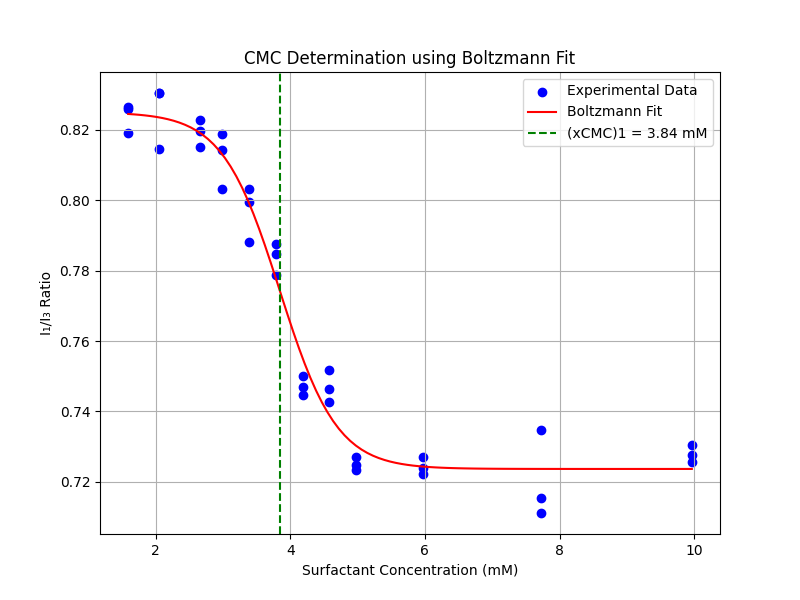 CMC Determination using Boltzmann Fit
Experimental Data
Boltzmann Fit
(xCMC)1 = 3.84 mM
I₁/I₃ Ratio
0.82
0.80
0.78
0.76
0.74
0.72
2 4 6 8 10
Surfactant Concentration (mM)